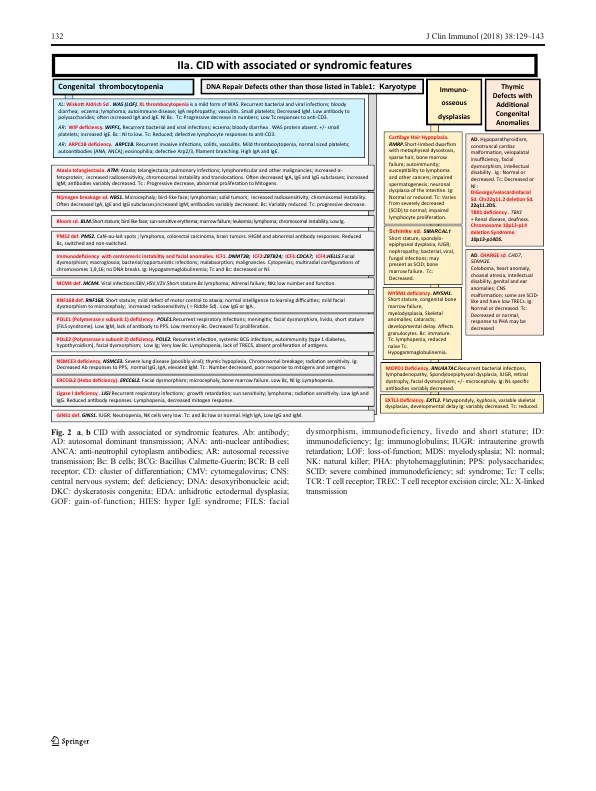 132
J Clin Immunol (2018) 38:129–143
IIa. CID with associated or syndromic features
Congenital thrombocytopenia
XL: Wiskott Aldrich Sd . WAS (LOF). XL thrombocytopenia is a mild form of WAS. Recurrent bacterial and viral infections; bloody
diarrhea; eczema; lymphoma; autoimmune disease; IgA nephropathy; vasculitis. Small platelets; Decreased IgM. Low antibody to
polysaccharides; often increased IgA and IgE. Nl Bc. Tc: Progressive decrease in numbers; Low Tc responses to anti-CD3.
AR: WIP deficiency. WIPF1, Recurrent bacterial and viral infections; eczema; bloody diarrhea. WAS protein absent. +/- small
platelets; increased IgE. Bc : Nl to low. Tc: Reduced; defective lymphocyte responses to anti-CD3.
AR: ARPC1B deficiency. ARPC1B. Recurrent invasive infections, colitis, vasculitis. Mild thrombocytopenia, normal sized platelets;
autoantibodies (ANA, ANCA), eosinophilia; defective Arp2/3, filament branching. High IgA and IgE.
DNA Repair Defects other than those listed in Table1: Karyotype
Ataxia telangiectasia. ATM: Ataxia; telangiectasia; pulmonary infections; lymphoreticular and other malignancies; increased α-
fetoprotein; increased radiosensitivity, chromosomal instability and translocations. Often decreased IgA, IgE and IgG subclasses; increased
IgM; antibodies variably decreased. Tc : Progressive decrease, abnormal proliferation to Mitogens.
Nijmegen breakage sd. NBS1. Microcephaly; bird-like face; lymphomas; solid tumors; increased radiosensitivity; chromosomal instability.
Often decreased IgA, IgE, and IgG subclasses/increased IgM, antibodies variably decreased. Bc: Variably reduced. Tc: progressive decrease.
Bloom sd. BLM.Short stature; bird like face; sun-sensitive erythema; marrow failure; leukemia; lymphoma; chromosomal instability. Low Ig.
PMS2 def. PMS2. Café-au-lait spots ; lymphoma, colorectal carcinoma, brain tumors. HIGM and abnormal antibody responses. Reduced
Bc, switched and non-switched.
Immunodeficiency with centromeric instability and facial anomalies. ICF1. DNMT3B; ICF2:ZBTB24; ICF3:CDCA7; ICF4:HELLS.Facial
dysmorphism; macroglossia; bacterial/opportunistic infections; malabsorption; malignancies. Cytopenias; multiradial configurations of
chromosomes 1,9,16; no DNA breaks. Ig: Hypogammaglobulinemia; Tc and Bc: decreased or Nl.
MCM4 def. MCM4. Viral infections:EBV,HSV,VZV.Short stature.Bc lymphoma; Adrenal failure; NKc low number and function.
RNF168 def. RNF168. Short stature; mild defect of motor control to ataxia; normal intelligence to learning difficulties; mild facial
dysmorphism to microcephaly; increased radiosensitivity ( = Riddle Sd). Low IgG or IgA.
POLE1 (Polymerase ε subunit 1) deficiency . POLE1.Recurrent respiratory infections; meningitis; facial dysmorphism, livido, short stature
(FILS syndrome). Low IgM, lack of antibody to PPS. Low memory Bc. Decreased Tc proliferation.
POLE2 (Polymerase ε subunit 2) deficiency. POLE2. Recurrent infection, systemic BCG infections, autoimmunity (type 1 diabetes,
hypothyroidism), facial dysmorphism; Low Ig; Very low Bc. Lymphopenia, lack of TRECS, absent proliferation of antigens.
NSMCE3 deficiency. NSMCE3. Severe lung disease (possibly viral); thymic hypoplasia, Chromosomal breakage; radiation sensitivity. Ig:
Decreased Ab responses to PPS, normal IgG, IgA, elevated IgM. Tc : Number decreased, poor response to mitogens and antigens.
ERCC6L2 (Hebo deficiency). ERCC6L2. Facial dysmorphism; microcephaly, bone marrow failure. Low Bc, Nl Ig. Lymphopenia.
Ligase I deficiency . LIGI Recurrent respiratory infections; growth retardation; sun sensitivity; lymphoma; radiation sensitivity. Low IgA and
IgG. Reduced antibody responses. Lymphopenia, decreased mitogen response.
GINS1 def. GINS1. IUGR. Neutropenia, NK cells very low. Tc and Bc low or normal. High IgA, Low IgG and IgM.
Immuno-
osseous
dysplasias
Cartilage Hair Hypoplasia.
RMRP.Short-limbed dwarfism
with metaphyseal dysostosis,
sparse hair, bone marrow
failure; autoimmunity;
susceptibility to lymphoma
and other cancers; impaired
spermatogenesis; neuronal
dysplasia of the intestine. Ig:
Normal or reduced. Tc: Varies
from severely decreased
(SCID) to normal; impaired
lymphocyte proliferation.
Schimke sd. SMARCAL1
Short stature, spondylo-
epiphyseal dysplasia, IUGR;
nephropathy; bacterial, viral,
fungal infections; may
present as SCID; bone
marrow failure. Tc:
Decreased.
MYSM1 deficiency. MYSM1.
Short stature, congenital bone
marrow failure,
myelodysplasia, Skeletal
anomalies; cataracts;
developmental delay. Affects
granulocytes. Bc: immature.
Tc: lymphopenia, reduced
naïve Tc.
Hypogammaglobulinemia.
MOPD1 Deficiency. RNU4ATAC.Recurrent bacterial infections,
lymphadenopathy, Spondyloepiphyseal dysplasia, IUGR, retinal
dystrophy, facial dysmorphism; +/- microcephaly. Ig: NL specific
antibodies variably decreased.
EXTL3 Deficiency. EXTL3. Platyspondyly, kyphosis, variable skeletal
dysplasias, developmental delay Ig: variably decreased. Tc: reduced.
Thymic
Defects with
Additional
Congenital
Anomalies
AD. Hypoparathyroidism,
conotruncal cardiac
malformation, velopalatal
insufficiency, facial
dysmorphism, intellectual
disability. Ig : Normal or
decreased. Tc: Decreased or
Nl :
DiGeorge/velocardiofacial
Sd. Chr22q11.2 deletion Sd.
22q11.2DS.
TBX1 deficiency. TBX1
+ Renal disease, deafness.
Chromosome 10p13-p14
deletion Syndrome.
10p13-p14DS.
AD. CHARGE sd. CHD7,
SEMA3E
Coloboma, heart anomaly,
choanal atresia, intellectual
disability, genital and ear
anomalies; CNS
malformation; some are SCID-
like and have low TRECs. Ig:
Normal or decreased. Tc:
Decreased or normal;
response to PHA may be
decreased
Fig. 2 a, b CID with associated or syndromic features. Ab: antibody;
AD: autosomal dominant transmission; ANA: anti-nuclear antibodies;
ANCA: anti-neutrophil cytoplasm antibodies; AR: autosomal recessive
transmission; Bc: B cells; BCG: Bacillus Calmette-Guerin; BCR: B cell
receptor; CD: cluster of differentiation; CMV: cytomegalovirus; CNS:
central nervous system; def: deficiency; DNA: desoxyribonucleic acid;
DKC: dyskeratosis congenita; EDA: anhidrotic ectodermal dysplasia;
GOF: gain-of-function; HIES: hyper IgE syndrome; FILS: facial
dysmorphism, immunodeficiency, livedo and short stature; ID:
immunodeficiency; Ig: immunoglobulins; IUGR: intrauterine growth
retardation; LOF: loss-of-function; MDS: myelodysplasia; Nl: normal;
NK: natural killer; PHA: phytohemagglutinin; PPS: polysaccharides;
SCID: severe combined immunodeficiency; sd: syndrome; Tc: T cells;
TCR: T cell receptor; TREC: T cell receptor excision circle; XL: X-linked
transmission
Springer